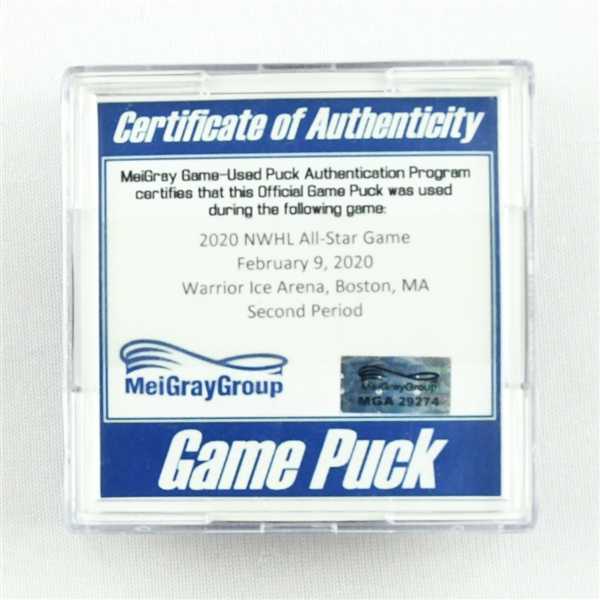 Certificate of Authenticity
MeiGray Game-Used Puck Authentication Program
certifies that this Official Game Puck was used
during the following game:
2020 NWHL All-Star Game
February 9, 2020
Warrior Ice Arena, Boston, MA
Second Period
MeiGrayGroup
MeiGrayGroup
MGA 29274
Game Puck